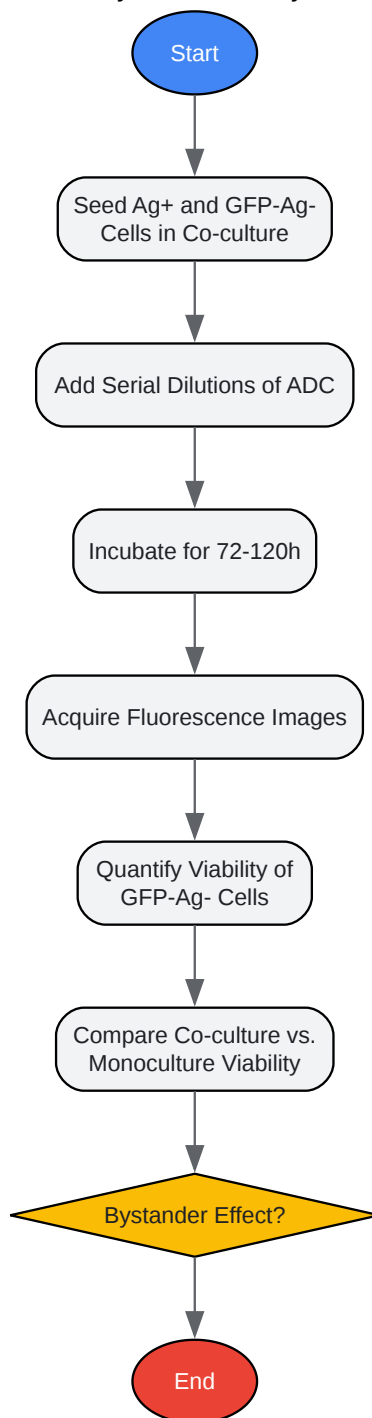 Start
Seed Ag+ and GFP-Ag-
Cells in Co-culture
Add Serial Dilutions of ADC
Incubate for 72-120h
Acquire Fluorescence Images
Quantify Viability of
GFP-Ag- Cells
Compare Co-culture vs.
Monoculture Viability
Bystander Effect?
End